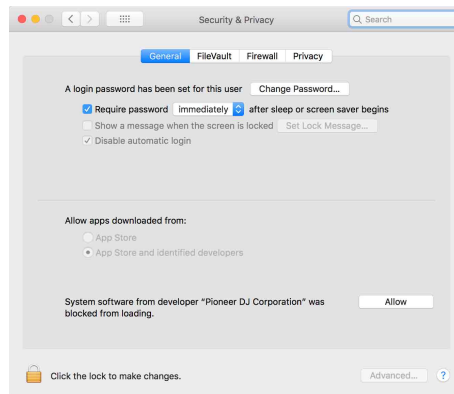 Security & Privacy
Search
General FileVault Firewall Privacy
A login password has been set for this user Change Password...
Require password immediately after sleep or screen saver begins
Show a message when the screen is locked Set Lock Message...
Disable automatic login
Allow apps downloaded from:
App Store
App Store and identified developers
System software from developer “Pioneer DJ Corporation” was Allow
blocked from loading.
Click the lock to make changes. Advanced... ?